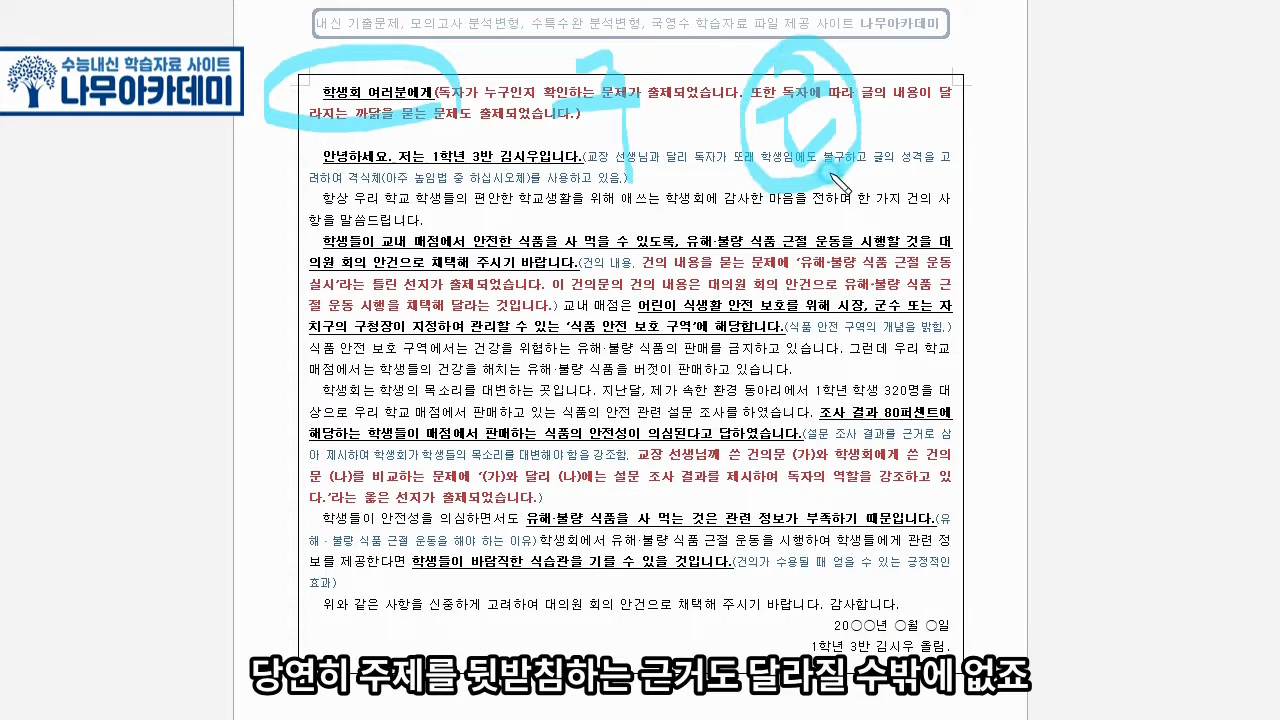 내신 기출문제, 모의고사 분석변형, 수특수완 분석변형, 국영수 학습자료 파일 제공 사이트 나무아카데미
수능내신 학습자료 사이트
나무아카데미
학생회 여러분에게(독자가 누구인지 확인하는 문제가 출제되었습니다. 또한 독자에 따라 글의 내용이 달
라지는 까닭을 묻는 문제도 출제되었습니다.)
안녕하세요. 저는 1학년 3반 김시우입니다.(교장 선생님과 달리 독자가 또래 학생임에도 불구하고 글의 성격을 고
려하여 격식체(아주 높임법 중 하십시오체)를 사용하고 있음.)
항상 우리 학교 학생들의 편안한 학교생활을 위해 애쓰는 학생회에 감사한 마음을 전하며 한 가지 건의 사
항을 말씀드립니다.
학생들이 교내 매점에서 안전한 식품을 사 먹을 수 있도록, 유해·불량 식품 근절 운동을 시행할 것을 대
의원 회의 안건으로 채택해 주시기 바랍니다.(건의 내용. 건의 내용을 묻는 문제에 '유해·불량 식품 근절 운동
실시'라는 틀린 선지가 출제되었습니다. 이 건의문의 건의 내용은 대의원 회의 안건으로 유해·불량 식품 근
절 운동 시행을 채택해 달라는 것입니다.) 교내 매점은 어린이 식생활 안전 보호를 위해 시장, 군수 또는 자
치구의 구청장이 지정하여 관리할 수 있는 '식품 안전 보호 구역'에 해당합니다.(식품 안전 구역의 개념을 밝힘.)
식품 안전 보호 구역에서는 건강을 위협하는 유해·불량 식품의 판매를 금지하고 있습니다. 그런데 우리 학교
매점에서는 학생들의 건강을 해치는 유해·불량 식품을 버젓이 판매하고 있습니다.
학생회는 학생의 목소리를 대변하는 곳입니다. 지난달, 제가 속한 환경 동아리에서 1학년 학생 320명을 대
상으로 우리 학교 매점에서 판매하고 있는 식품의 안전 관련 설문 조사를 하였습니다. 조사 결과 80퍼센트에
해당하는 학생들이 매점에서 판매하는 식품의 안전성이 의심된다고 답하였습니다.(설문 조사 결과를 근거로 삼
아 제시하여 학생회가 학생들의 목소리를 대변해야 함을 강조함. 교장 선생님께 쓴 건의문 (가)와 학생회에게 쓴 건의
문 (나)를 비교하는 문제에 '(가)와 달리 (나)에는 설문 조사 결과를 제시하여 독자의 역할을 강조하고 있
다.'라는 옳은 선지가 출제되었습니다.)
학생들이 안전성을 의심하면서도 유해·불량 식품을 사 먹는 것은 관련 정보가 부족하기 때문입니다.(유
해·불량 식품 근절 운동을 해야 하는 이유)학생회에서 유해·불량 식품 근절 운동을 시행하여 학생들에게 관련 정
보를 제공한다면 학생들이 바람직한 식습관을 기를 수 있을 것입니다.(건의가 수용될 때 얻을 수 있는 긍정적인
효과)
위와 같은 사항을 신중하게 고려하여 대의원 회의 안건으로 채택해 주시기 바랍니다. 감사합니다.
20○○년 ○월 ○일
1학년 3반 김시우 올림.
당연히 주제를 뒷받침하는 근거도 달라질 수밖에 없죠